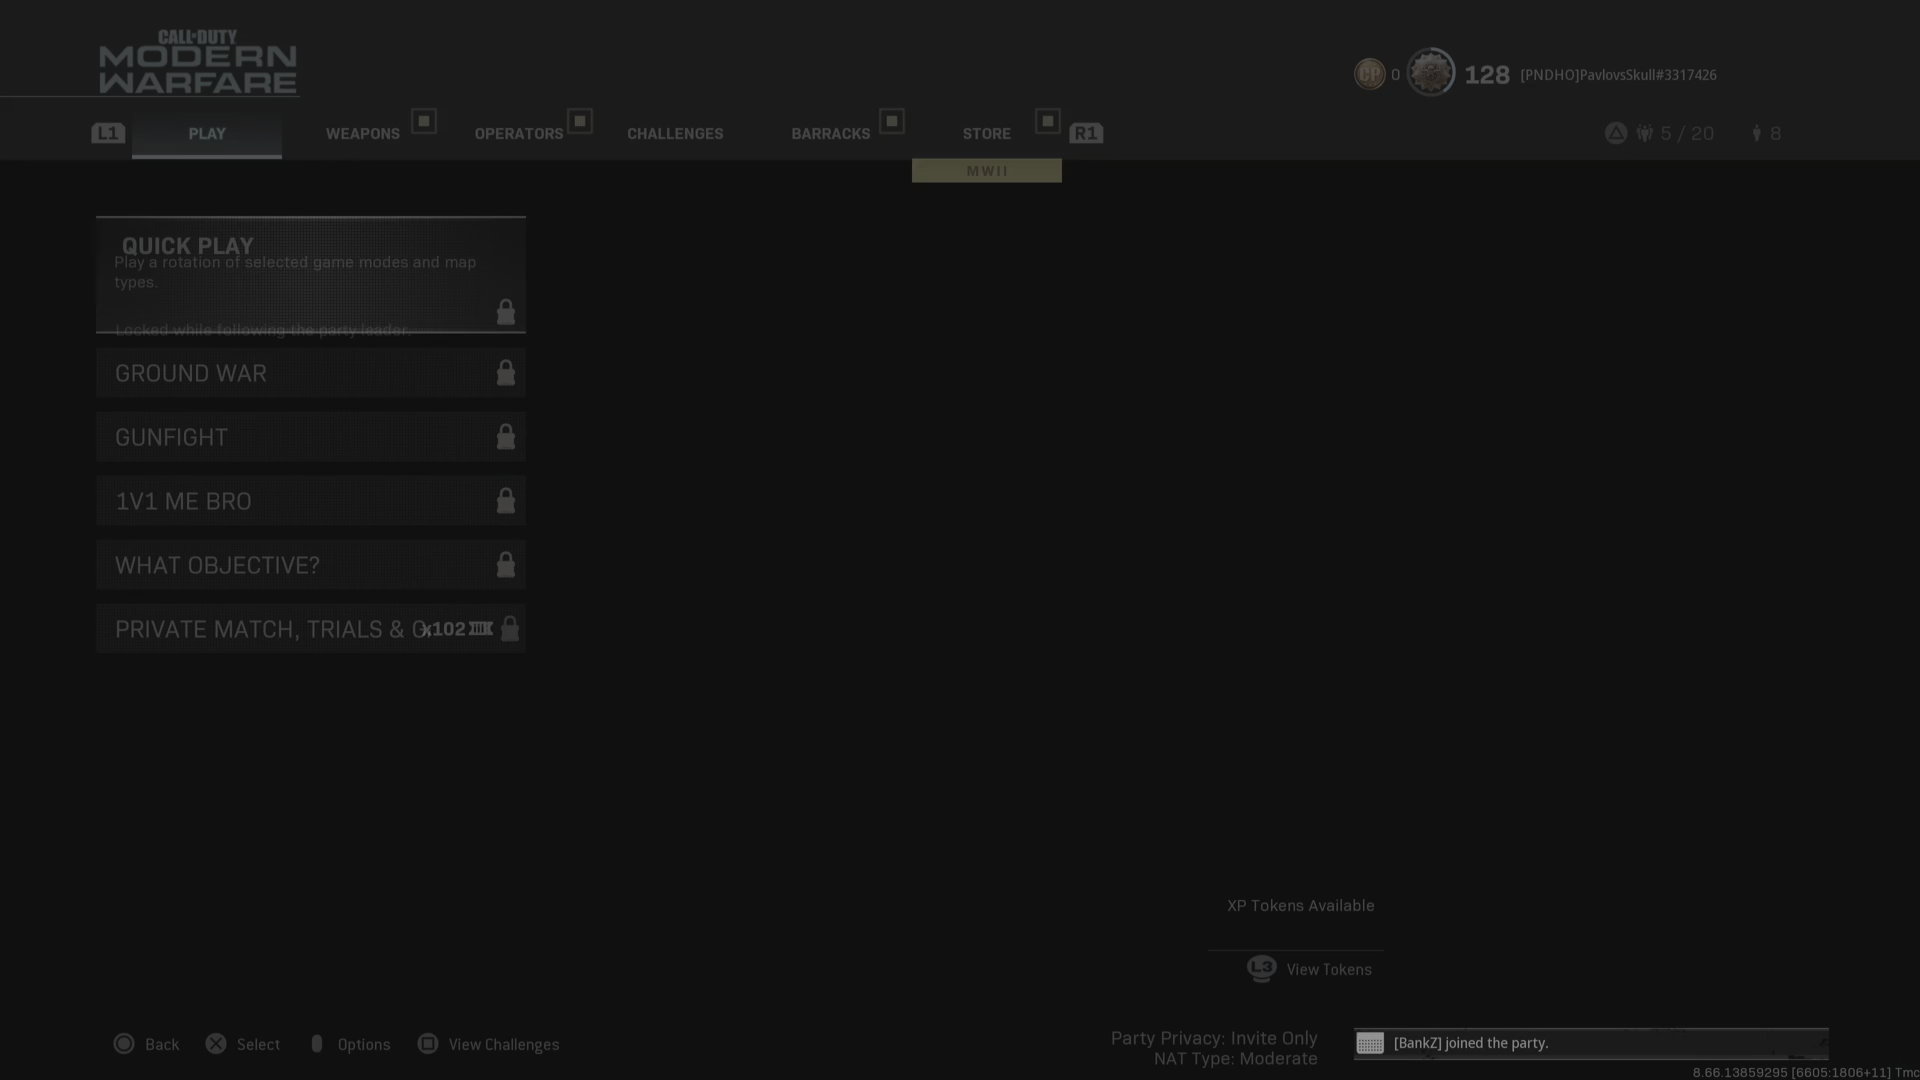 CALL OF DUTY
MODERN
WARFARE
CP 0 128 [PNDHO]PavlovsSkull#3317426
L1 PLAY WEAPONS OPERATORS CHALLENGES BARRACKS STORE R1 5 / 20 8
MWII
QUICK PLAY
Play a rotation of selected game modes and map
types.
Locked while following the party leader.
GROUND WAR
GUNFIGHT
1V1 ME BRO
WHAT OBJECTIVE?
PRIVATE MATCH, TRIALS & x102
XP Tokens Available
L3 View Tokens
Back Select Options View Challenges
Party Privacy: Invite Only
NAT Type: Moderate
[BankZ] joined the party.
8.66.13859295 [6605:1806+11] Tmc